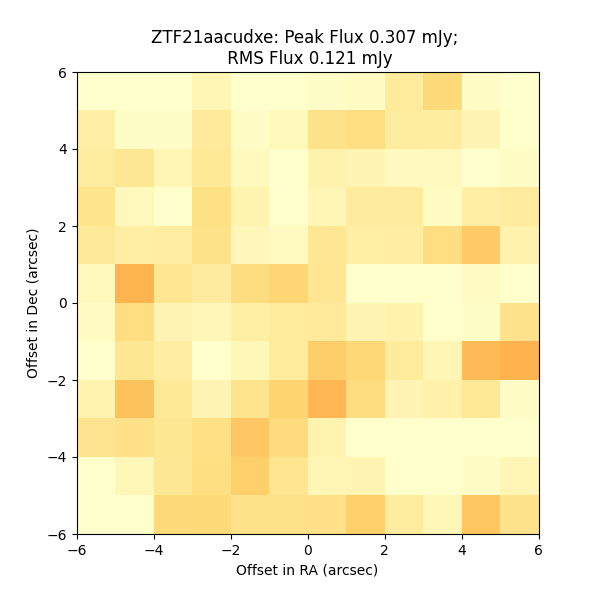 ZTF21aacudxe: Peak Flux 0.307 mJy;
RMS Flux 0.121 mJy
6
4
2
0
−2
−4
−6
Offset in Dec (arcsec)
−6 −4 −2 0 2 4 6
Offset in RA (arcsec)